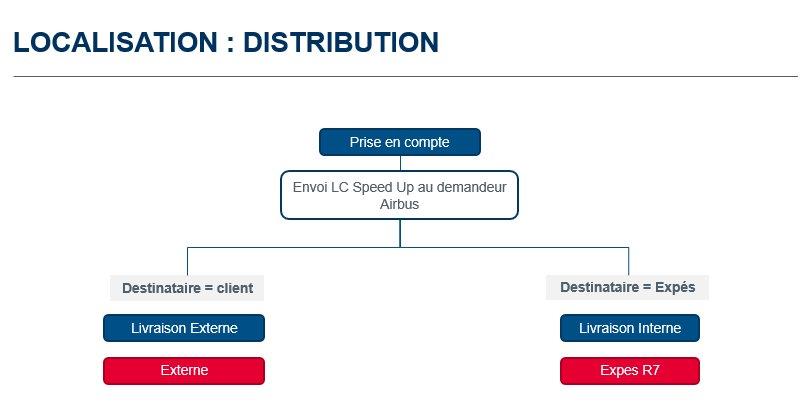 LOCALISATION : DISTRIBUTION
Prise en compte
Envoi LC Speed Up au demandeur
Airbus
Destinataire = client
Destinataire = Expés
Livraison Externe
Livraison Interne
Externe
Expes R7